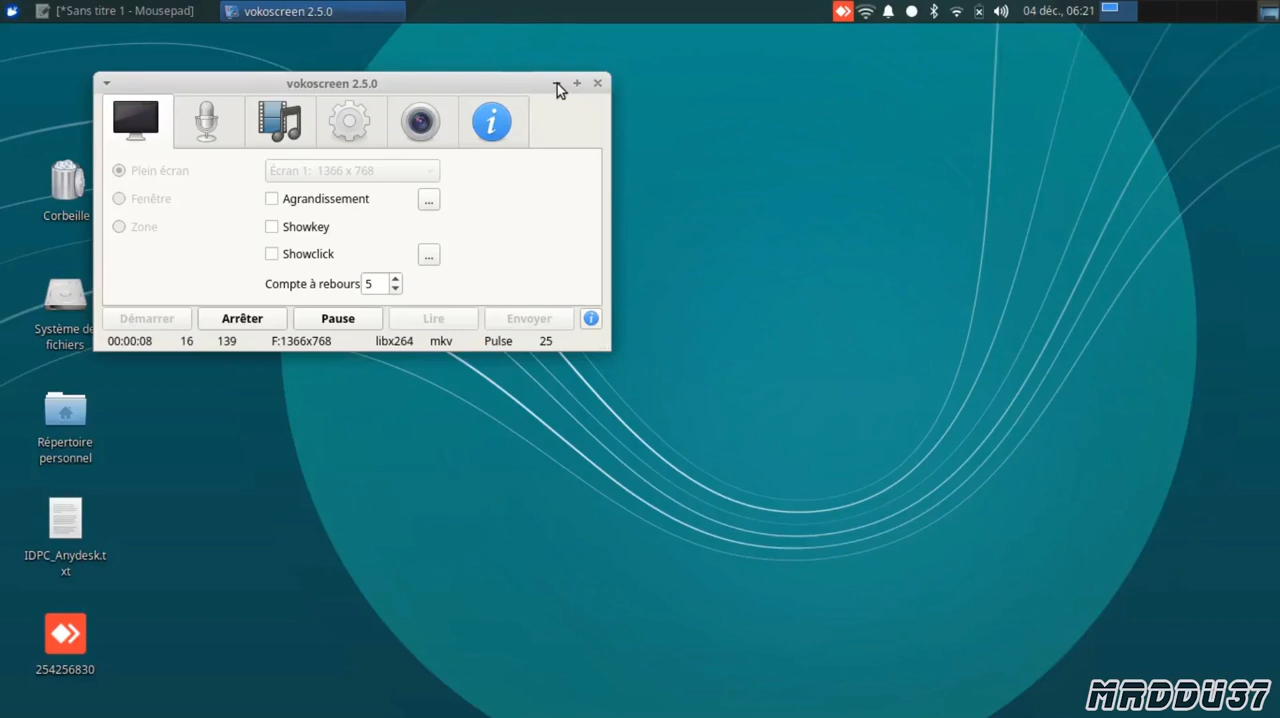 [*Sans titre 1 - Mousepad]
vokoscreen 2.5.0
04 déc., 06:21
vokoscreen 2.5.0
Plein écran
Écran 1: 1366 x 768
Fenêtre
Agrandissement
...
Zone
Showkey
Showclick
...
Compte à rebours 5
Démarrer
Arrêter
Pause
Lire
Envoyer
00:00:08
16
139
F:1366x768
libx264
mkv
Pulse
25
Corbeille
Système de
fichiers
Répertoire
personnel
IDPC_Anydesk.t
xt
254256830
MRDDU37